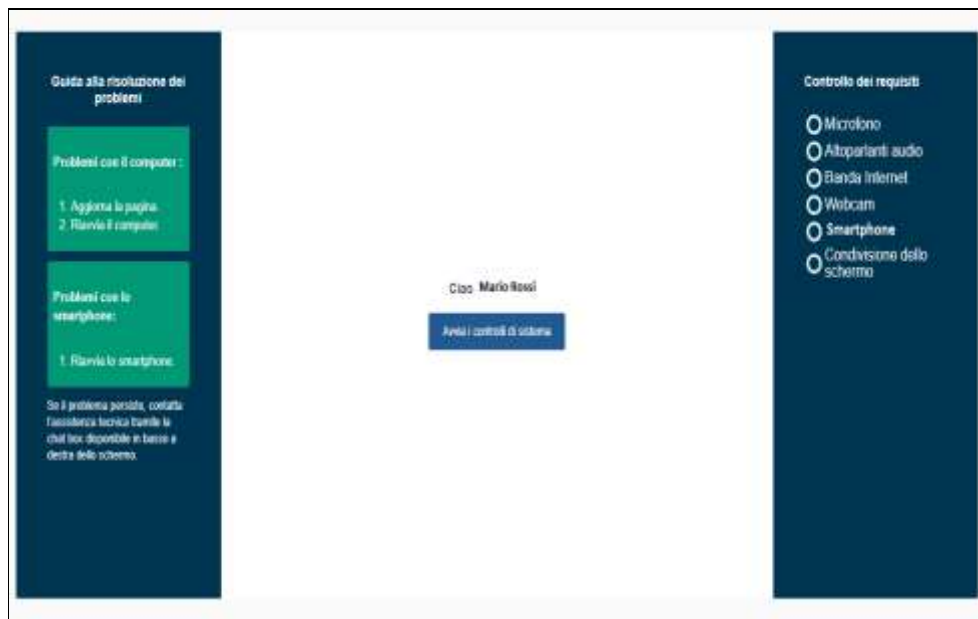 Guida alla risoluzione dei
problemi
Problemi con il computer :
1. Aggiorna la pagina.
2. Riavvia il computer.
Problemi con lo
smartphone:
1. Riavvia lo smartphone.
Se il problema persiste, contatta
l'assistenza tecnica tramite la
chat box disponibile in basso a
destra dello schermo.
Ciao Mario Rossi
Avvia i controlli di sistema
Controllo dei requisiti
Microfono
Altoparlanti audio
Banda Internet
Webcam
Smartphone
Condivisione dello
schermo